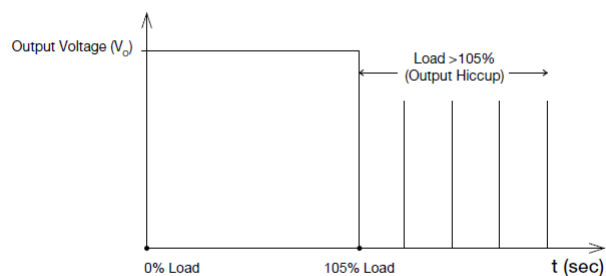 Output Voltage (Vo)
Load >105%
(Output Hiccup)
0% Load
105% Load
t (sec)